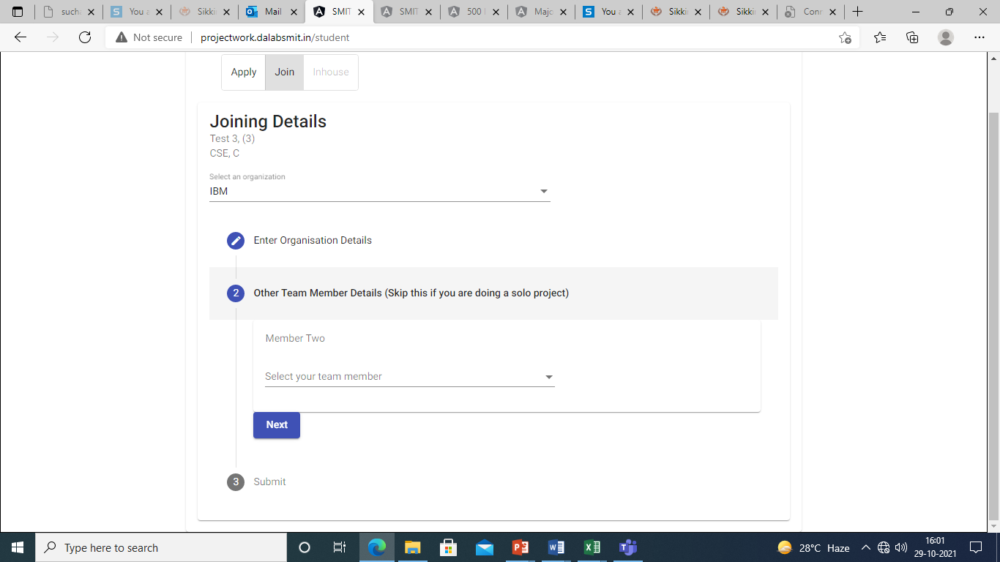 such
You a
Sikki
Mail
SMIT
SMIT
500
Majo
You a
Sikki
Sikki
Conn
Not secure
projectwork.dalabsmit.in/student
Apply
Join
Inhouse
Joining Details
Test 3, (3)
CSE, C
Select an organization
IBM
Enter Organisation Details
2
Other Team Member Details (Skip this if you are doing a solo project)
Member Two
Select your team member
Next
3
Submit
Type here to search
28°C Haze
16:01
29-10-2021